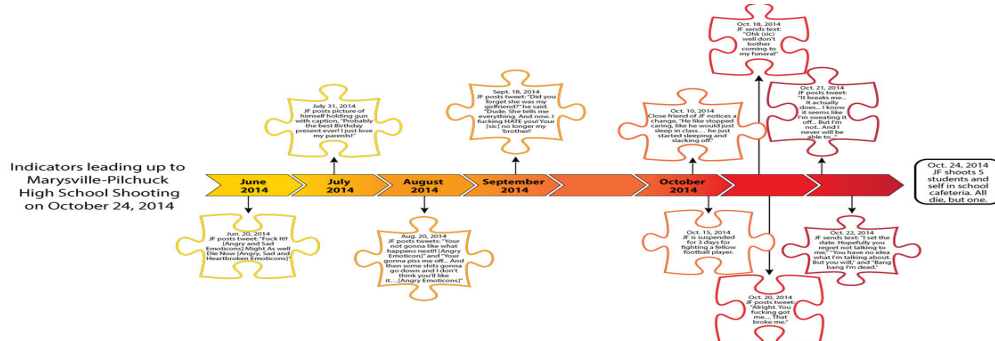 Indicators leading up to
Marysville-Pilchuck
High School Shooting
on October 24, 2014
June
2014
July
2014
August
2014
September
2014
October
2014
Jun. 20, 2014
JF posts tweet: "Fuck It!!
[Angry and Sad
Emoticons] Might As well
Die Now [Angry, Sad and
Heartbroken Emoticons]"
July 31, 2014
JF posts picture of
himself holding gun
with caption, "Probably
the best Birthday
present ever! I just love
my parents!"
Aug. 20, 2014
JF posts tweets: "Your
not gonna like what
happens next!! [Angry
Emoticon]" and "Your
gonna piss me off... And
then some shits gonna
go down and I don't
think you'll like
it...[Angry Emoticons]"
Sept. 18, 2014
JF posts tweet: "Did you
forget she was my
girlfriend?" he said.
"Dude. She tells me
everything. And now. I
fucking HATE you! Your
[sic] no longer my
'brother!'
Oct. 10, 2014
Close friend of JF notices a
change, "He like stopped
caring, like he would just
sleep in class... he just
started sleeping and
slacking off."
Oct. 15, 2014
JF is suspended
for 3 days for
fighting a fellow
football player.
Oct. 18, 2014
JF sends text:
"Ohk (sic)
well don't
bother
coming to
my funeral"
Oct. 20, 2014
JF posts tweet:
"Alright. You
fucking got
me.... That
broke me."
Oct. 21, 2014
JF posts tweet:
"It breaks me...
It actually
does... I know
it seems like
I'm sweating it
off... But I'm
not.. And I
never will be
able to..."
Oct. 22, 2014
JF sends text: "I set the
date. Hopefully you
regret not talking to
me," "You have no idea
what I'm talking about.
But you will," and "Bang
bang I'm dead."
Oct. 24, 2014
JF shoots 5
students and
self in school
cafeteria. All
die, but one.